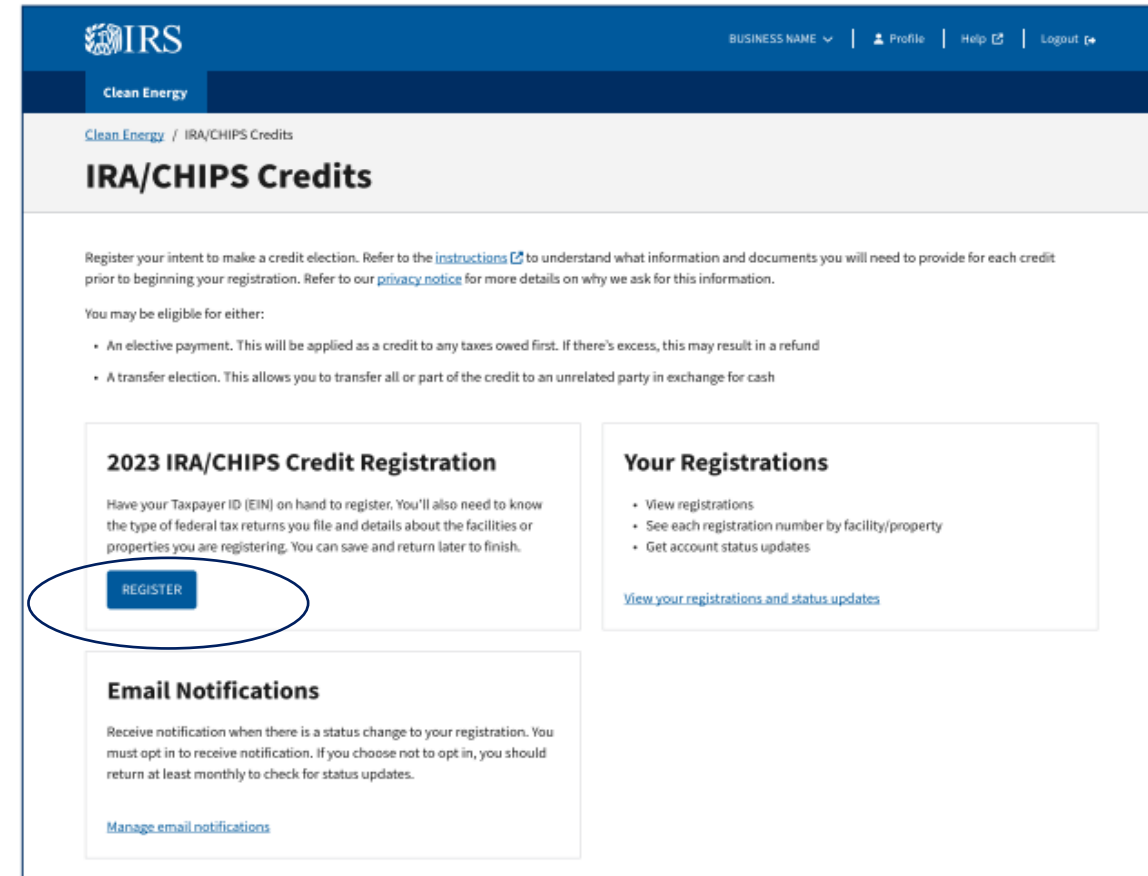 IRS
BUSINESS NAME
Profile
Help
Logout
Clean Energy
Clean Energy / IRA/CHIPS Credits
IRA/CHIPS Credits
Register your intent to make a credit election. Refer to the instructions to understand what information and documents you will need to provide for each credit
prior to beginning your registration. Refer to our privacy notice for more details on why we ask for this information.
You may be eligible for either:
• An elective payment. This will be applied as a credit to any taxes owed first. If there's excess, this may result in a refund
• A transfer election. This allows you to transfer all or part of the credit to an unrelated party in exchange for cash
2023 IRA/CHIPS Credit Registration
Have your Taxpayer ID (EIN) on hand to register. You'll also need to know
the type of federal tax returns you file and details about the facilities or
properties you are registering. You can save and return later to finish.
REGISTER
Your Registrations
• View registrations
• See each registration number by facility/property
• Get account status updates
View your registrations and status updates
Email Notifications
Receive notification when there is a status change to your registration. You
must opt in to receive notification. If you choose not to opt in, you should
return at least monthly to check for status updates.
Manage email notifications